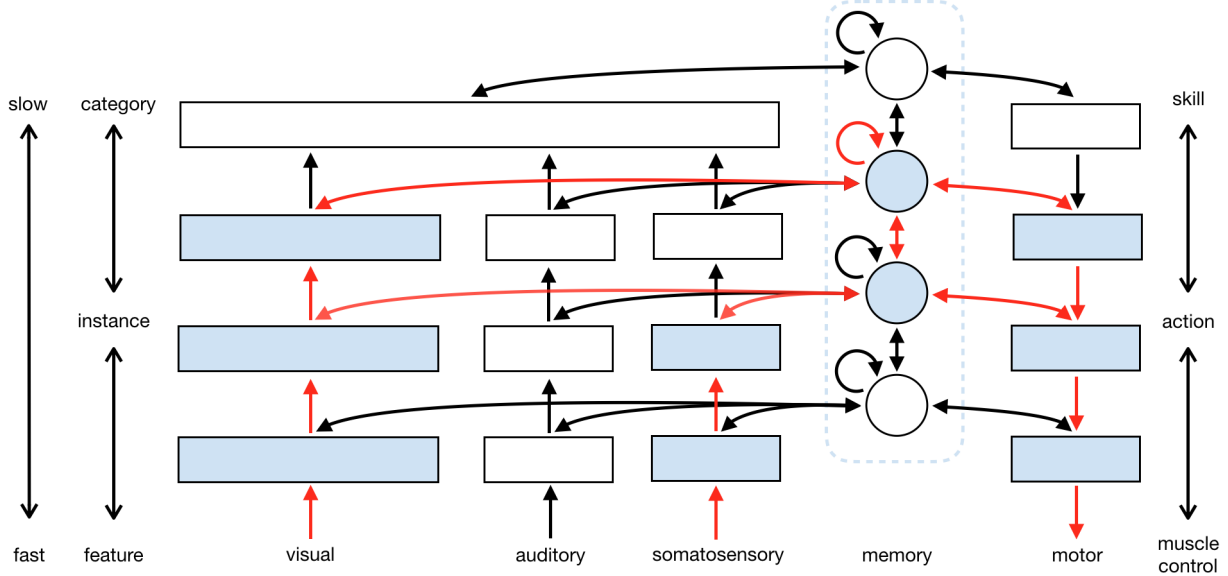 slow
category
skill
instance
action
fast
feature
visual
auditory
somatosensory
memory
motor
muscle
control